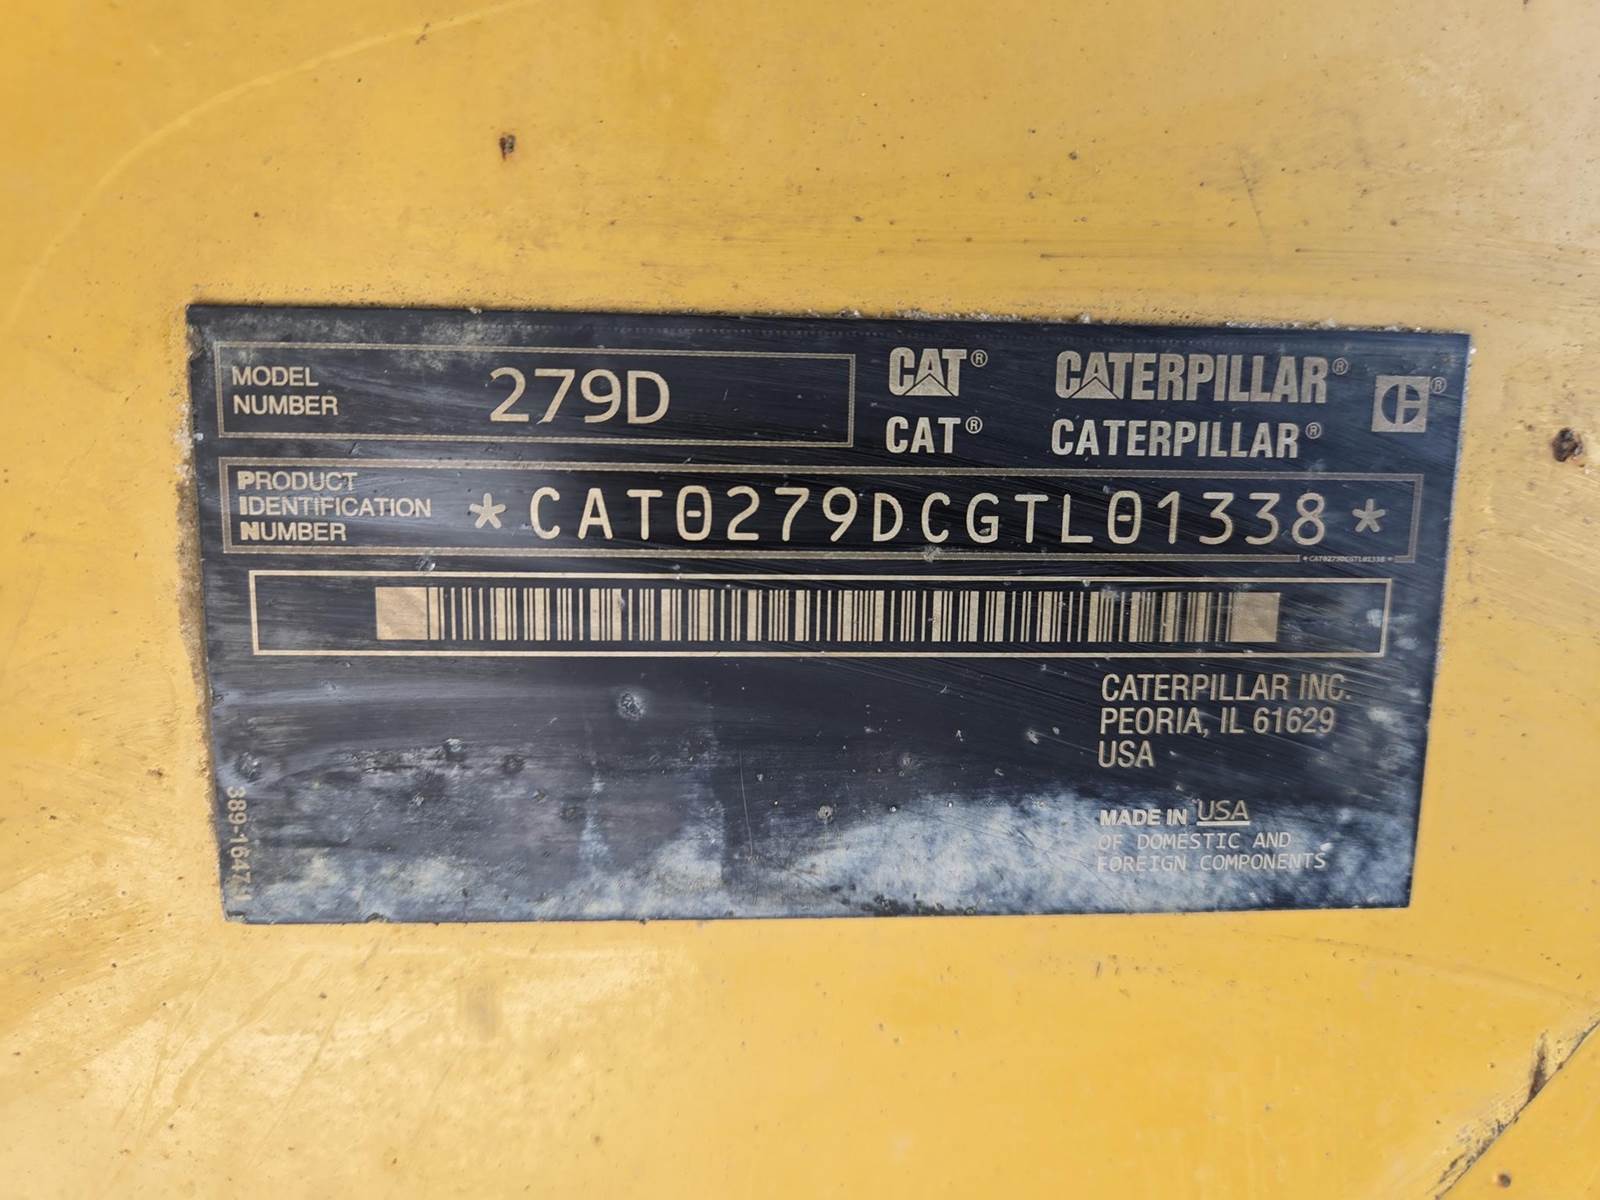 MODEL NUMBER 279D
CAT® CATERPILLAR®
CAT® CATERPILLAR®
PRODUCT IDENTIFICATION NUMBER *CAT0279DCGTL01338*
*CAT0279DCGTL01338*
CATERPILLAR INC.
PEORIA, IL 61629
USA
MADE IN USA
OF DOMESTIC AND
FOREIGN COMPONENTS